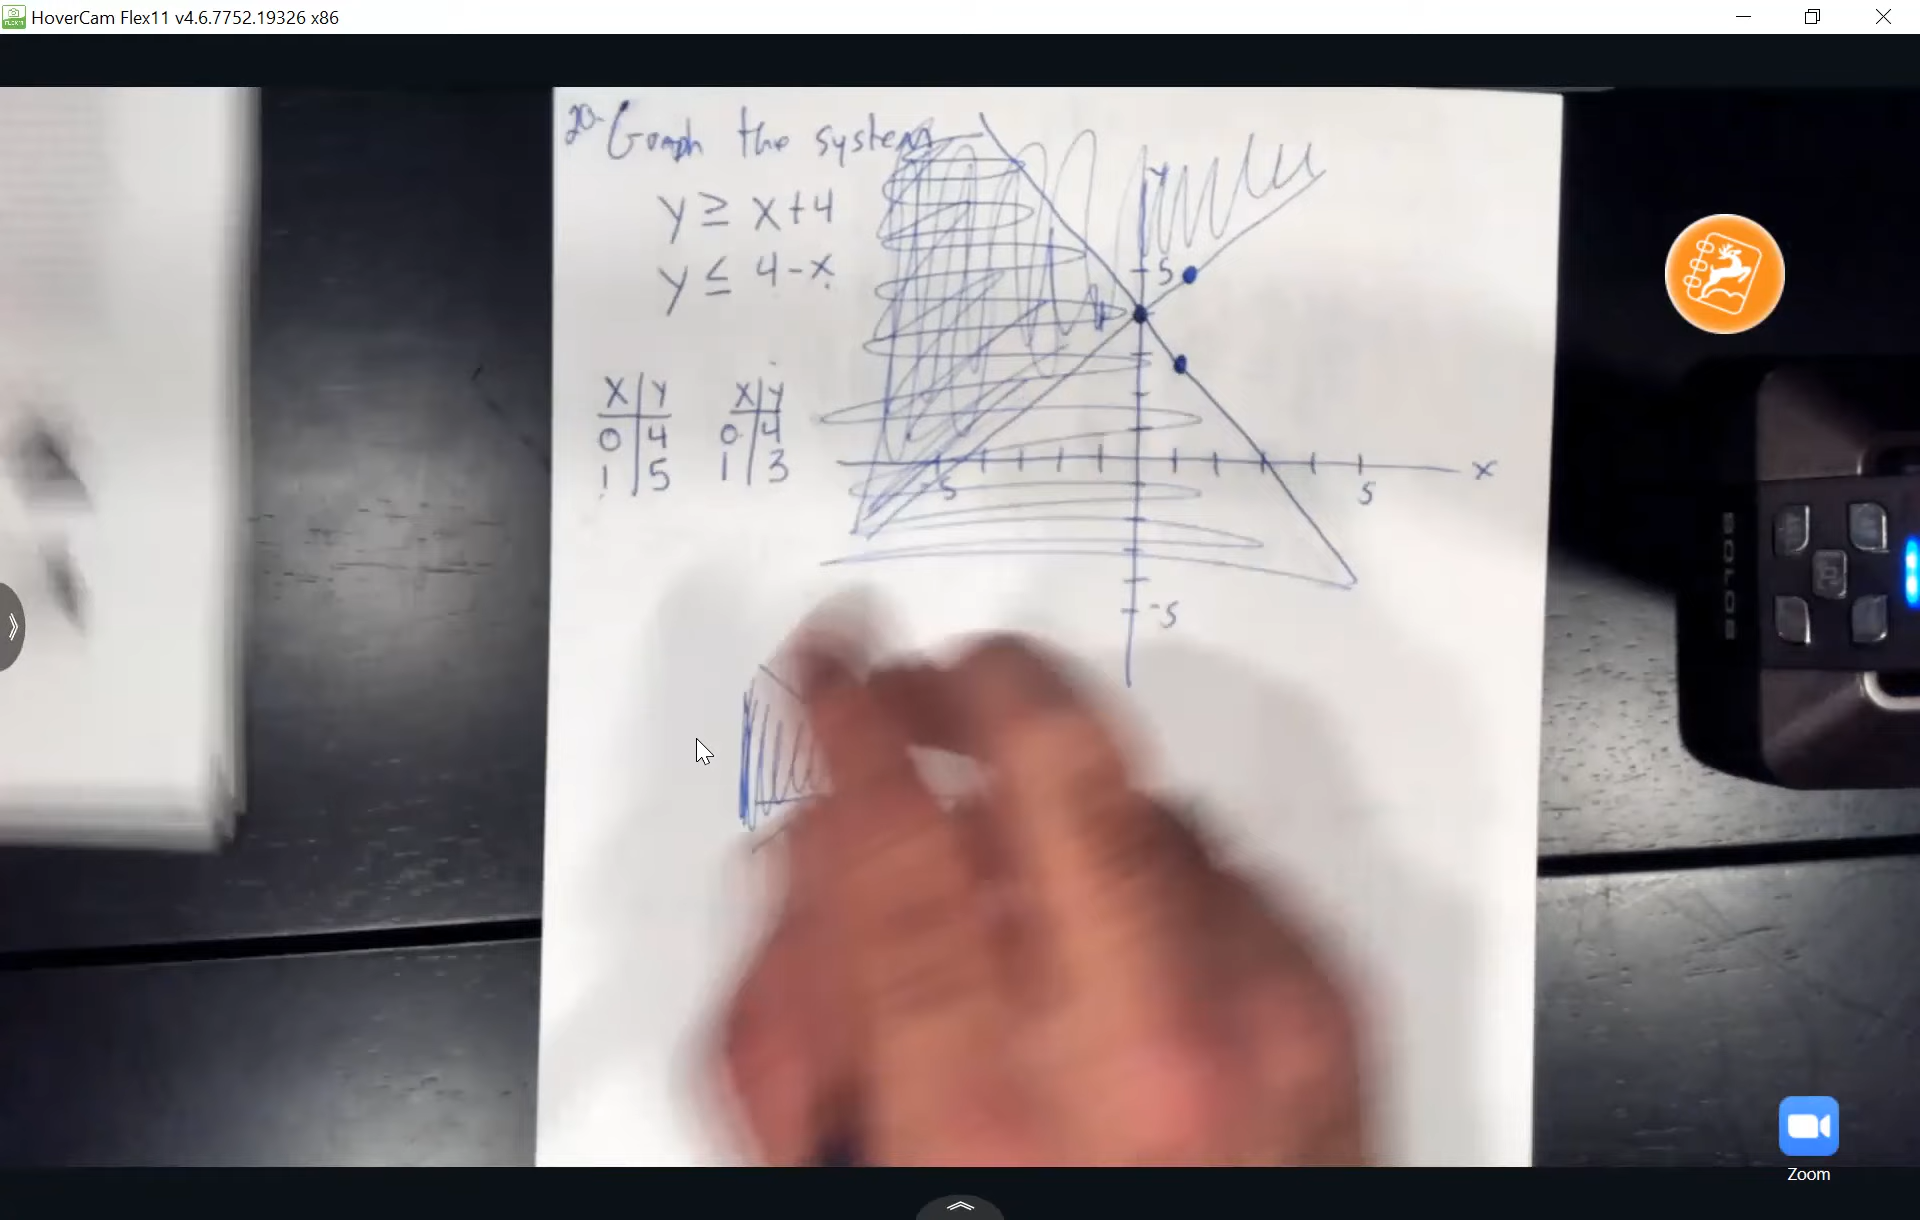 HoverCam Flex11 v4.6.7752.19326 x86
20. Graph the system
y ≥ x+4
y ≤ 4-x
x | y
0 | 4
1 | 5
x | y
0 | 4
1 | 3
y
5
-5
5
x
-5
SOLO8
Zoom